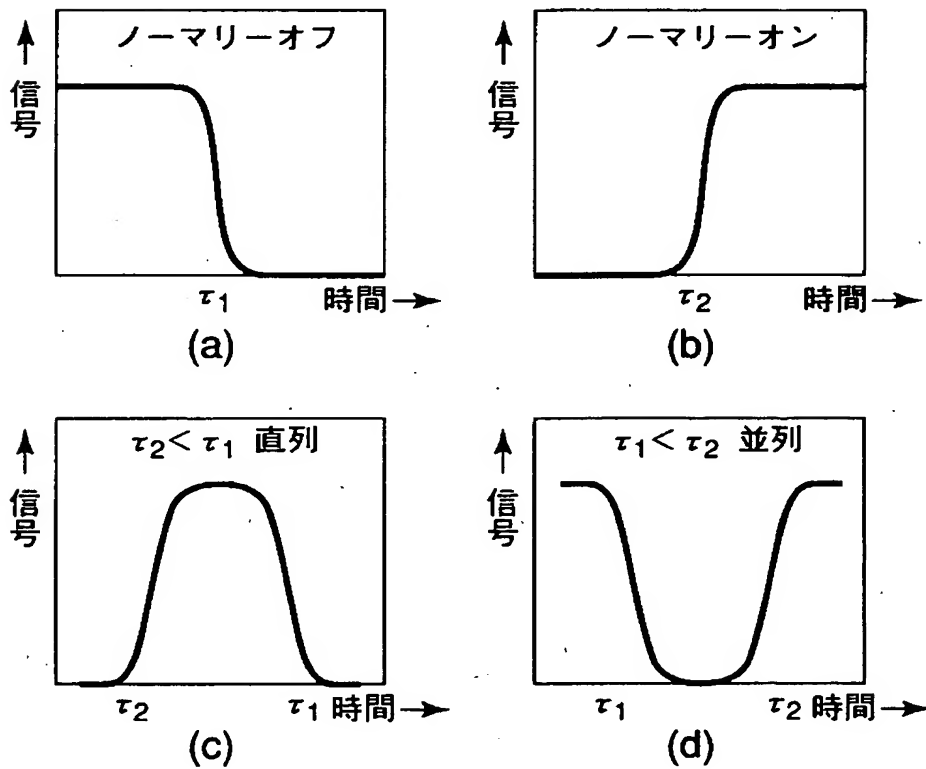 ノーマリーオフ
↑
信号
τ1 時間→
(a)
ノーマリーオン
↑
信号
τ2 時間→
(b)
τ2<τ1 直列
↑
信号
τ2 τ1 時間→
(c)
τ1<τ2 並列
↑
信号
τ1 τ2 時間→
(d)